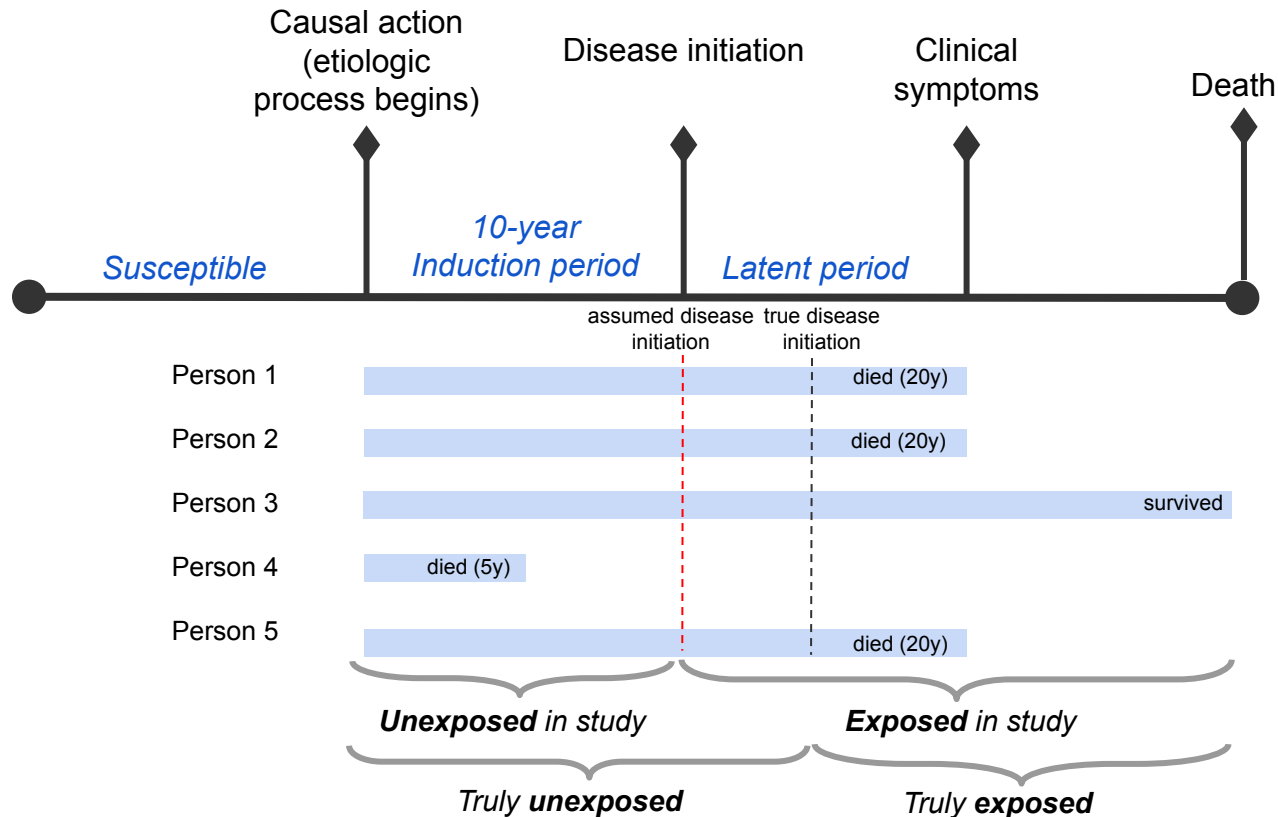 Causal action
(etiologic
process begins)
Disease initiation
Clinical
symptoms
Death
Susceptible
10-year
Induction period
Latent period
assumed disease
initiation
true disease
initiation
Person 1
died (20y)
Person 2
died (20y)
Person 3
survived
Person 4
died (5y)
Person 5
died (20y)
Unexposed in study
Exposed in study
Truly unexposed
Truly exposed